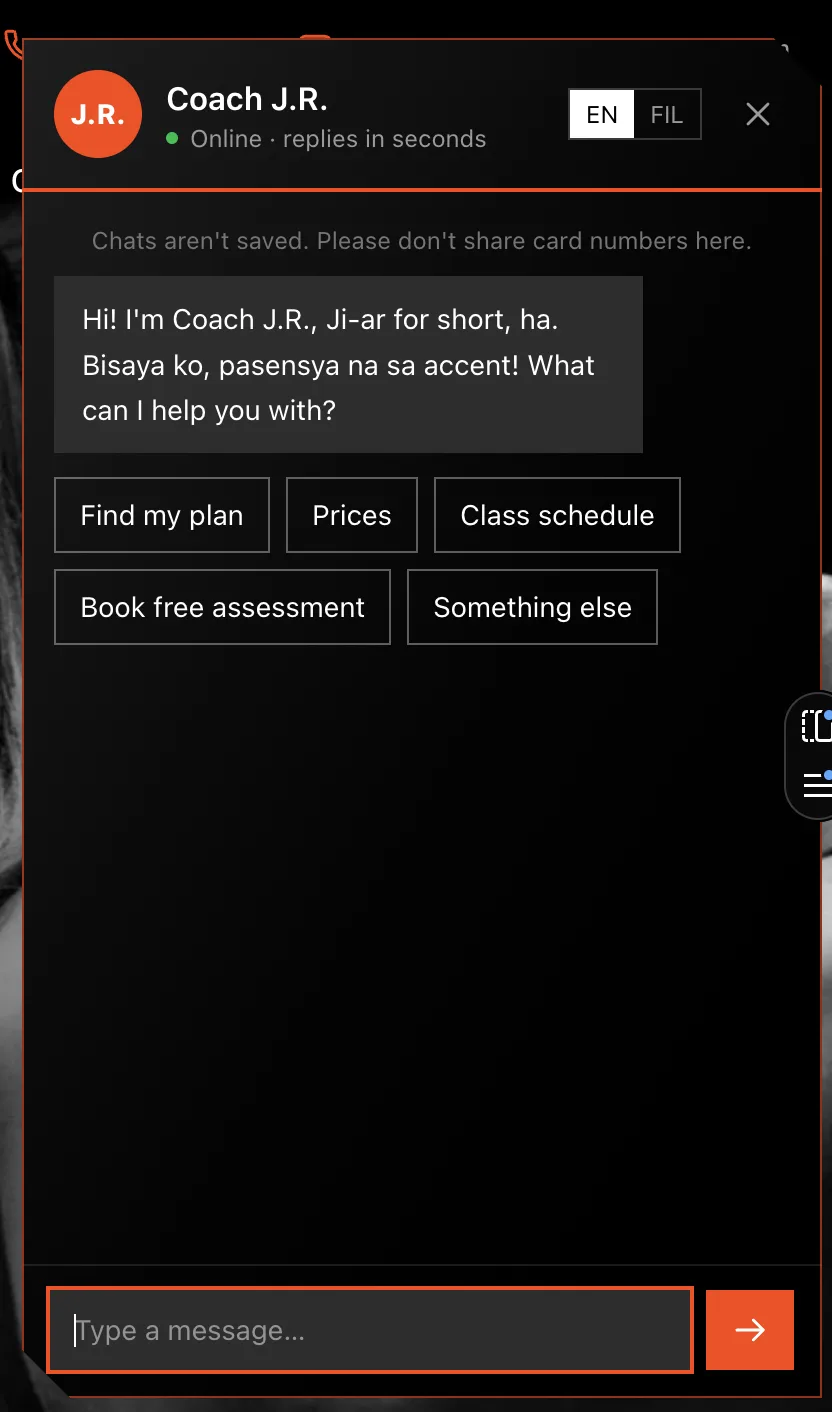 J.R.
Coach J.R.
Online · replies in seconds
EN
FIL
Chats aren't saved. Please don't share card numbers here.
Hi! I'm Coach J.R., Ji-ar for short, ha.
Bisaya ko, pasensya na sa accent! What
can I help you with?
Find my plan
Prices
Class schedule
Book free assessment
Something else
Type a message...